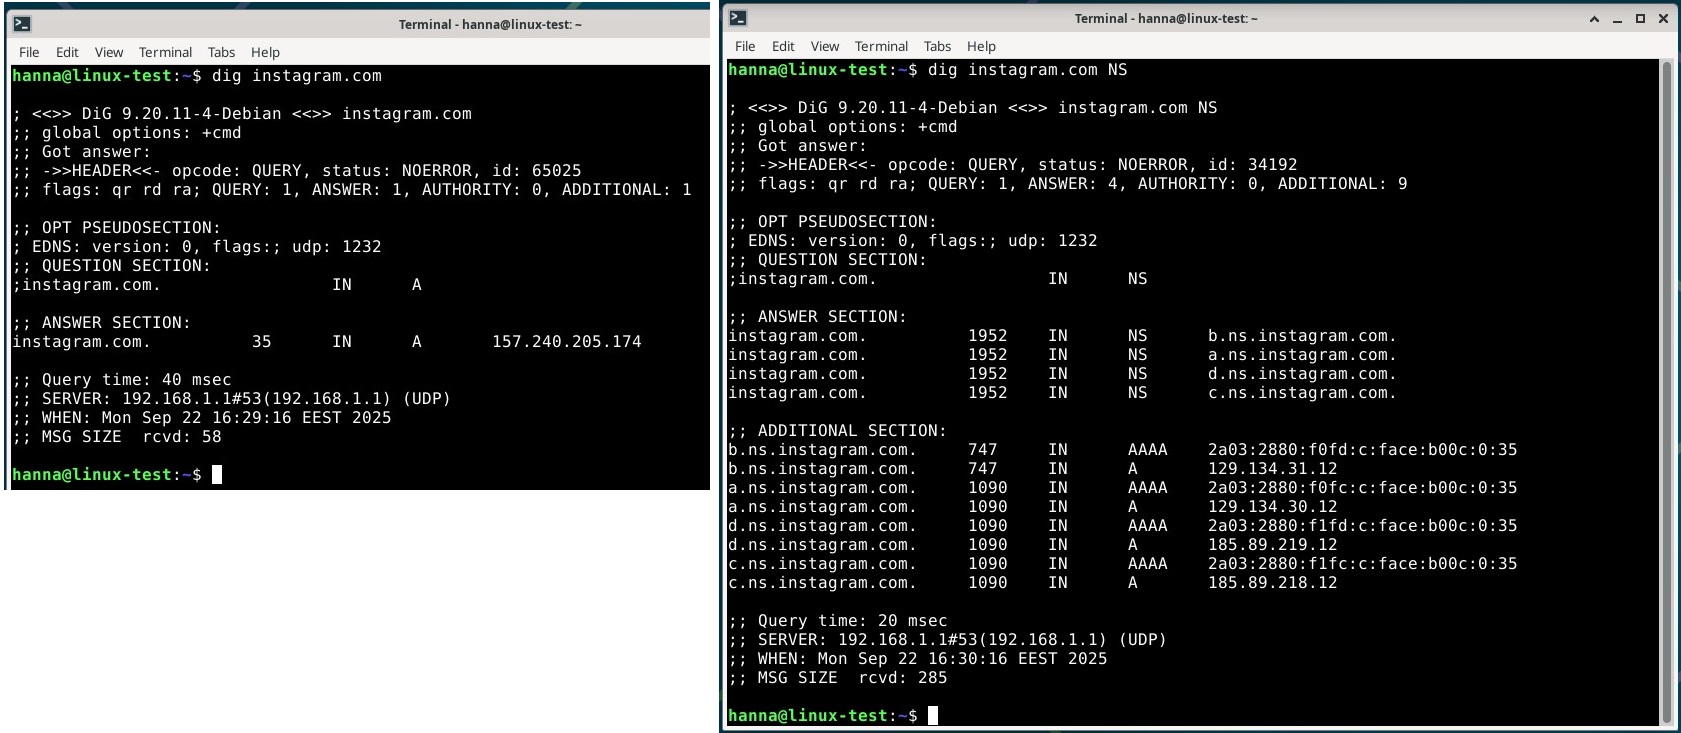 Terminal - hanna@linux-test: ~
File Edit View Terminal Tabs Help
hanna@linux-test:~$ dig instagram.com

; <<>> DiG 9.20.11-4-Debian <<>> instagram.com
;; global options: +cmd
;; Got answer:
;; ->>HEADER<<- opcode: QUERY, status: NOERROR, id: 65025
;; flags: qr rd ra; QUERY: 1, ANSWER: 1, AUTHORITY: 0, ADDITIONAL: 1

;; OPT PSEUDOSECTION:
; EDNS: version: 0, flags:; udp: 1232
;; QUESTION SECTION:
;instagram.com. IN A

;; ANSWER SECTION:
instagram.com. 35 IN A 157.240.205.174

;; Query time: 40 msec
;; SERVER: 192.168.1.1#53(192.168.1.1) (UDP)
;; WHEN: Mon Sep 22 16:29:16 EEST 2025
;; MSG SIZE  rcvd: 58

hanna@linux-test:~$

Terminal - hanna@linux-test: ~
File Edit View Terminal Tabs Help
hanna@linux-test:~$ dig instagram.com NS

; <<>> DiG 9.20.11-4-Debian <<>> instagram.com NS
;; global options: +cmd
;; Got answer:
;; ->>HEADER<<- opcode: QUERY, status: NOERROR, id: 34192
;; flags: qr rd ra; QUERY: 1, ANSWER: 4, AUTHORITY: 0, ADDITIONAL: 9

;; OPT PSEUDOSECTION:
; EDNS: version: 0, flags:; udp: 1232
;; QUESTION SECTION:
;instagram.com. IN NS

;; ANSWER SECTION:
instagram.com. 1952 IN NS b.ns.instagram.com.
instagram.com. 1952 IN NS a.ns.instagram.com.
instagram.com. 1952 IN NS d.ns.instagram.com.
instagram.com. 1952 IN NS c.ns.instagram.com.

;; ADDITIONAL SECTION:
b.ns.instagram.com. 747 IN AAAA 2a03:2880:f0fd:c:face:b00c:0:35
b.ns.instagram.com. 747 IN A 129.134.31.12
a.ns.instagram.com. 1090 IN AAAA 2a03:2880:f0fc:c:face:b00c:0:35
a.ns.instagram.com. 1090 IN A 129.134.30.12
d.ns.instagram.com. 1090 IN AAAA 2a03:2880:f1fd:c:face:b00c:0:35
d.ns.instagram.com. 1090 IN A 185.89.219.12
c.ns.instagram.com. 1090 IN AAAA 2a03:2880:f1fc:c:face:b00c:0:35
c.ns.instagram.com. 1090 IN A 185.89.218.12

;; Query time: 20 msec
;; SERVER: 192.168.1.1#53(192.168.1.1) (UDP)
;; WHEN: Mon Sep 22 16:30:16 EEST 2025
;; MSG SIZE  rcvd: 285

hanna@linux-test:~$